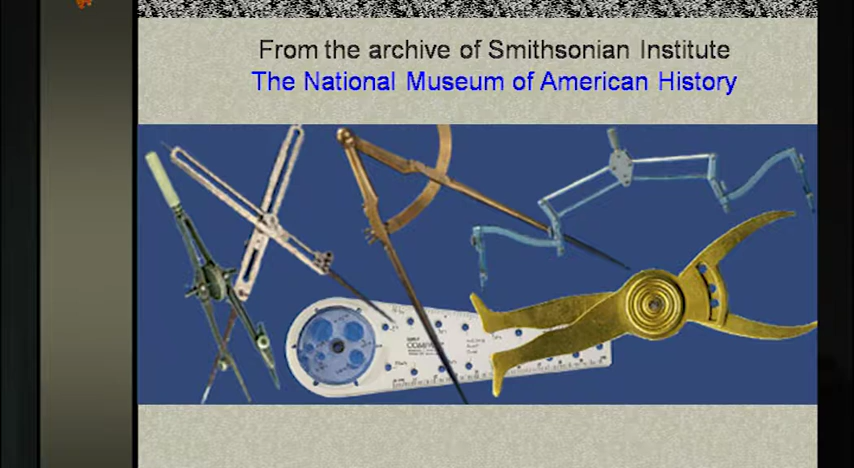 From the archive of Smithsonian Institute
The National Museum of American History